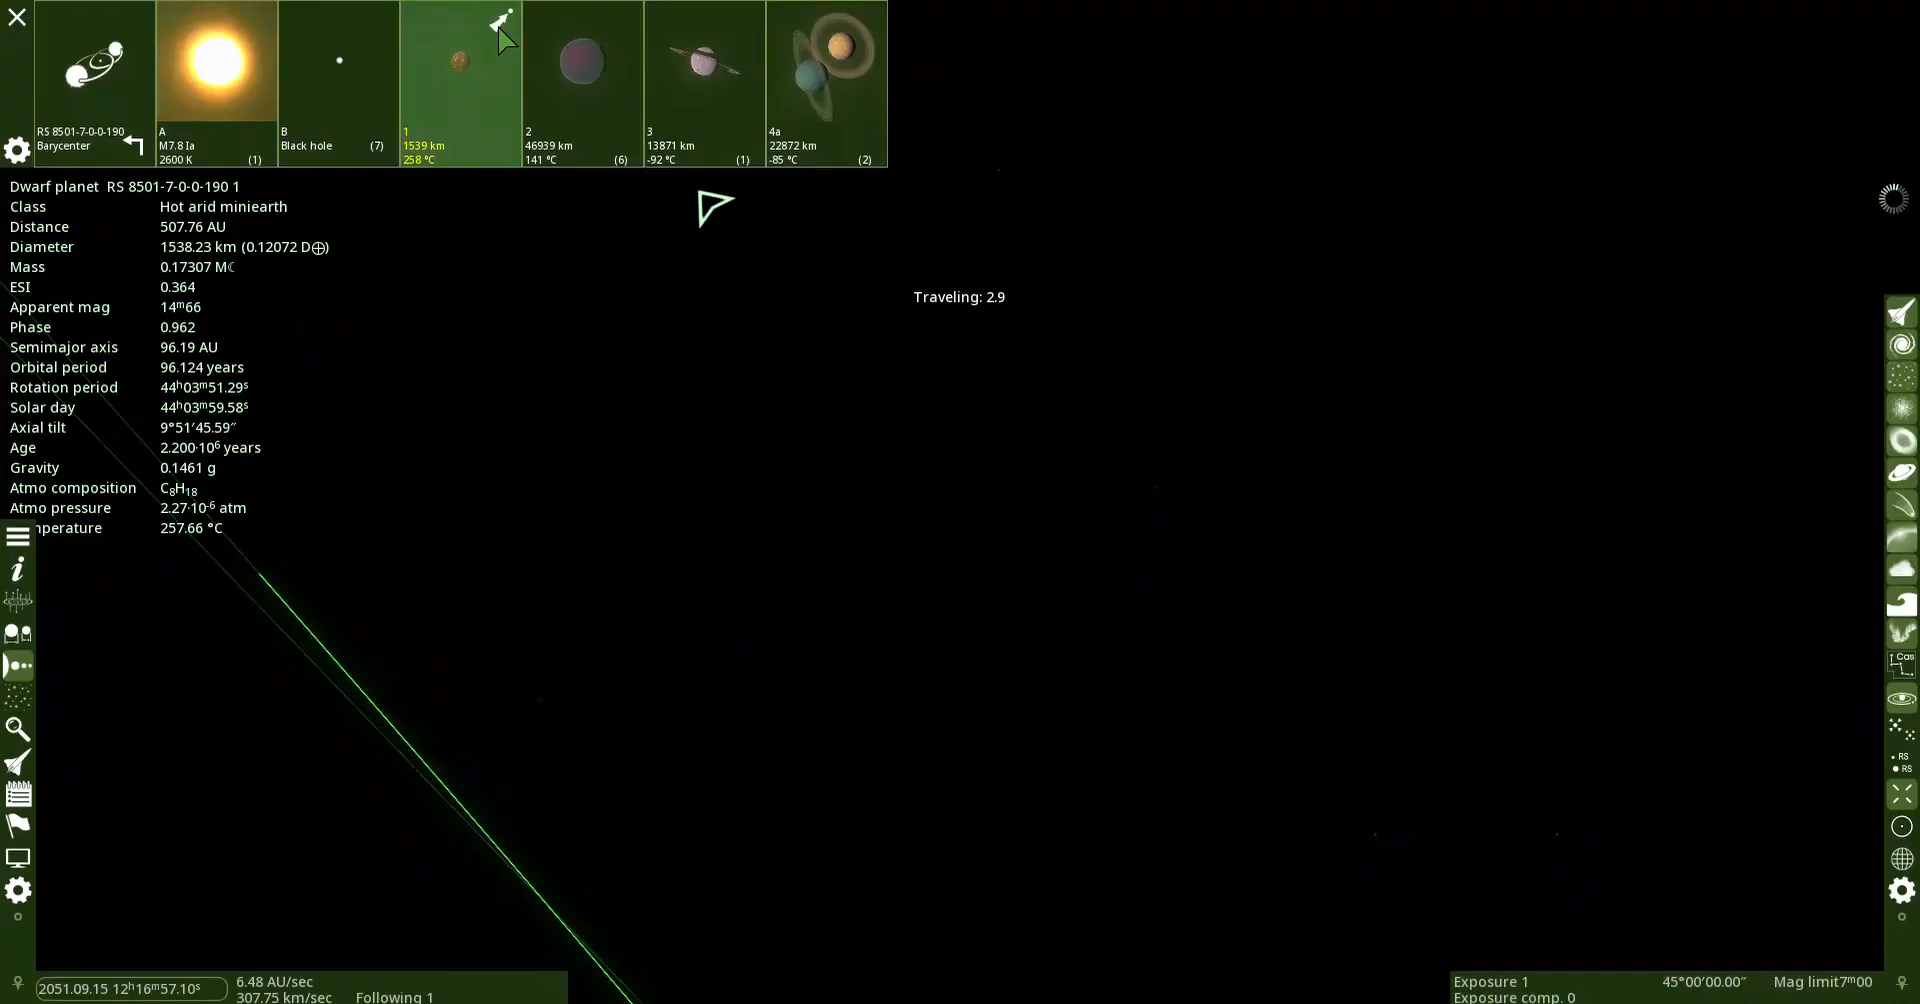 RS 8501-7-0-0-190
Barycenter
A
M7.8 Ia
2600 K (1)
B
Black hole (7)
1
1539 km
258 °C
2
46939 km
141 °C (6)
3
13871 km
-92 °C (1)
4a
22872 km
-85 °C (2)
Dwarf planet RS 8501-7-0-0-190 1
Class Hot arid miniearth
Distance 507.76 AU
Diameter 1538.23 km (0.12072 D⊕)
Mass 0.17307 M☾
ESI 0.364
Apparent mag 14ᵐ66
Phase 0.962
Semimajor axis 96.19 AU
Orbital period 96.124 years
Rotation period 44ʰ03ᵐ51.29ˢ
Solar day 44ʰ03ᵐ59.58ˢ
Axial tilt 9°51′45.59″
Age 2.200·10⁶ years
Gravity 0.1461 g
Atmo composition C₈H₁₈
Atmo pressure 2.27·10⁻⁶ atm
mperature 257.66 °C
Traveling: 2.9
Cas
RS
RS
2051.09.15 12ʰ16ᵐ57.10ˢ
6.48 AU/sec
307.75 km/sec Following 1
Exposure 1 45°00′00.00″ Mag limit7ᵐ00
Exposure comp. 0